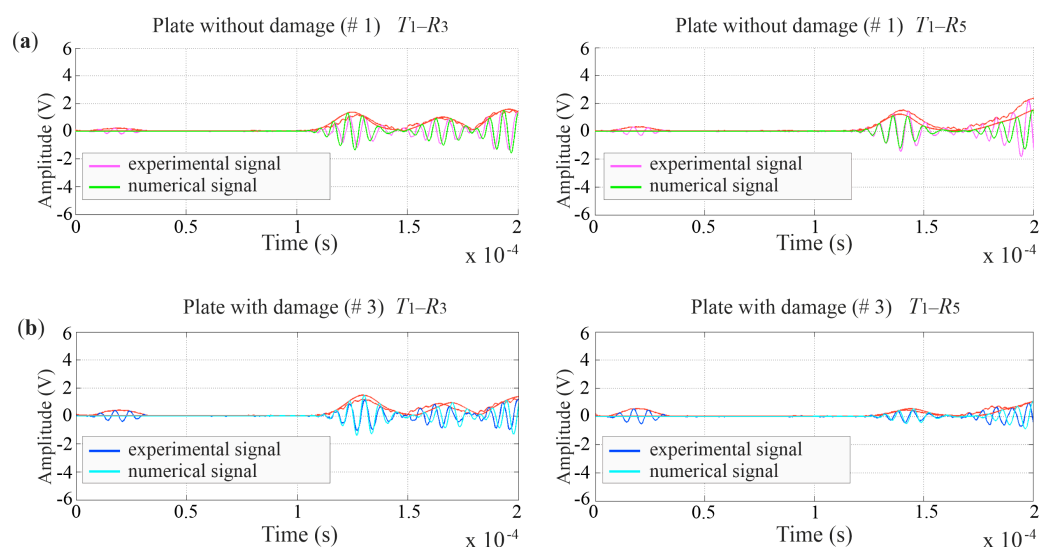 (a)
Plate without damage (# 1) T1–R3
Amplitude (V)
6
4
2
0
-2
-4
-6
experimental signal
numerical signal
0
0.5
1
1.5
2
Time (s)
x 10-4
Plate without damage (# 1) T1–R5
Amplitude (V)
6
4
2
0
-2
-4
-6
experimental signal
numerical signal
0
0.5
1
1.5
2
Time (s)
x 10-4
(b)
Plate with damage (# 3) T1–R3
Amplitude (V)
6
4
2
0
-2
-4
-6
experimental signal
numerical signal
0
0.5
1
1.5
2
Time (s)
x 10-4
Plate with damage (# 3) T1–R5
Amplitude (V)
6
4
2
0
-2
-4
-6
experimental signal
numerical signal
0
0.5
1
1.5
2
Time (s)
x 10-4